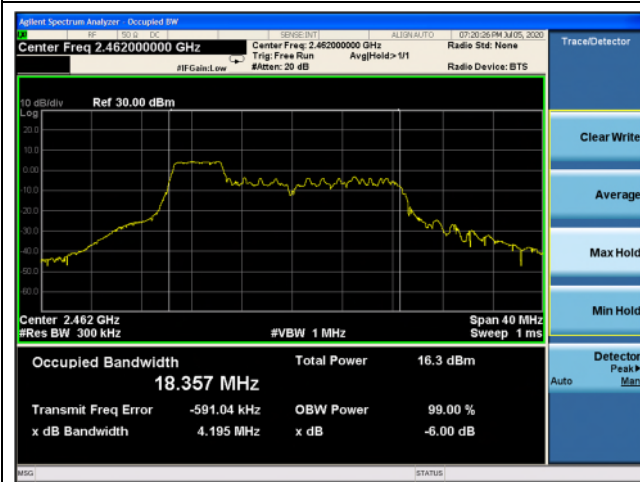 Agilent Spectrum Analyzer - Occupied BW
RF 50 Ω DC SENSE:INT ALIGN AUTO 07:20:26 PM Jul 05, 2020
Center Freq 2.462000000 GHz Center Freq: 2.462000000 GHz Radio Std: None
Trig: Free Run Avg|Hold>1/1
#IFGain:Low #Atten: 20 dB Radio Device: BTS
Trace/Detector
10 dB/div Ref 30.00 dBm
Log
20.0
10.0
0.00
-10.0
-20.0
-30.0
-40.0
-50.0
-60.0
Center 2.462 GHz Span 40 MHz
#Res BW 300 kHz #VBW 1 MHz Sweep 1 ms
Occupied Bandwidth Total Power 16.3 dBm
18.357 MHz
Transmit Freq Error -591.04 kHz OBW Power 99.00 %
x dB Bandwidth 4.195 MHz x dB -6.00 dB
MSG STATUS
Clear Write
Average
Max Hold
Min Hold
Detector
Peak▶
Auto Man